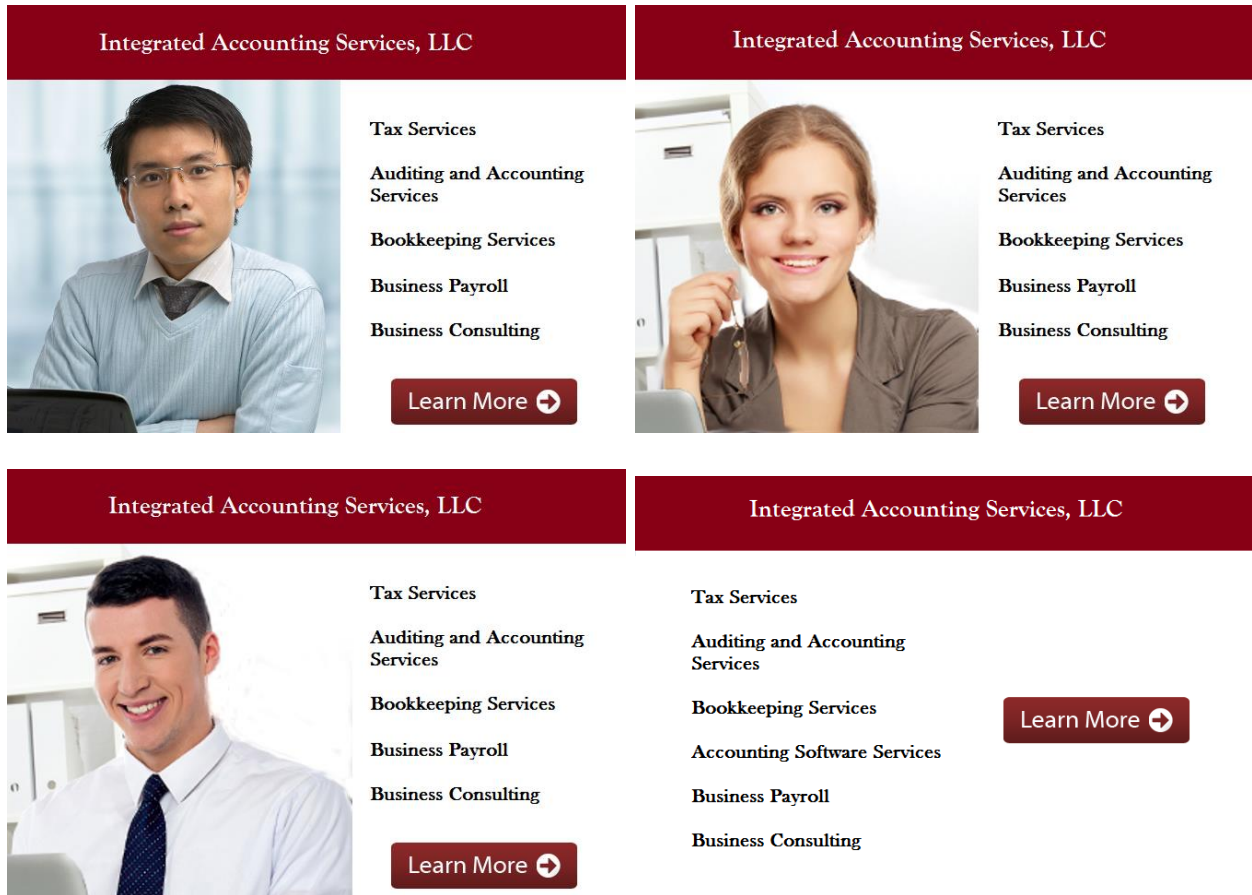 Integrated Accounting Services, LLC
Tax Services
Auditing and Accounting
Services
Bookkeeping Services
Business Payroll
Business Consulting
Learn More
Integrated Accounting Services, LLC
Tax Services
Auditing and Accounting
Services
Bookkeeping Services
Business Payroll
Business Consulting
Learn More
Integrated Accounting Services, LLC
Tax Services
Auditing and Accounting
Services
Bookkeeping Services
Business Payroll
Business Consulting
Learn More
Integrated Accounting Services, LLC
Tax Services
Auditing and Accounting
Services
Bookkeeping Services
Accounting Software Services
Business Payroll
Business Consulting
Learn More